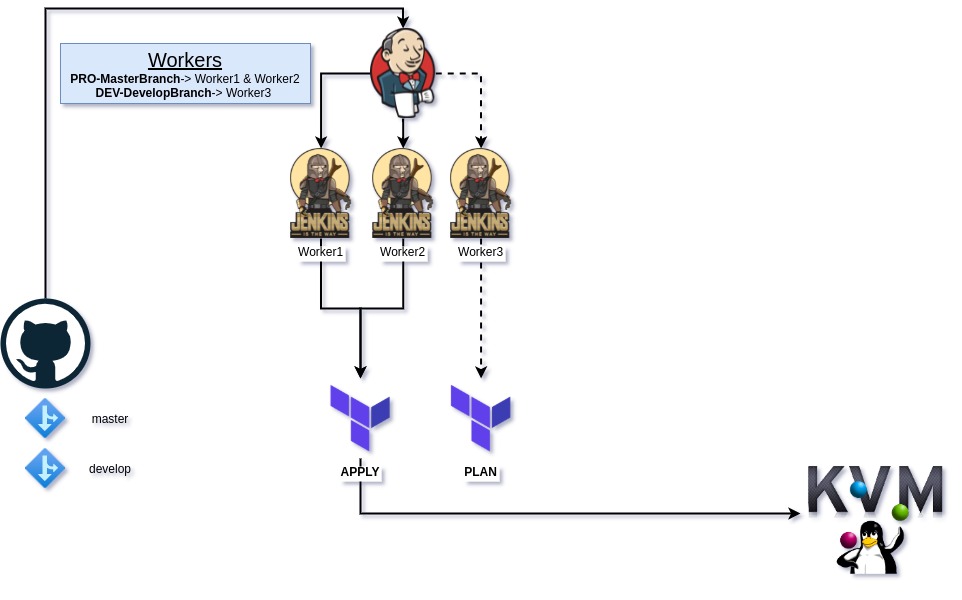 Workers
PRO-MasterBranch-> Worker1 & Worker2
DEV-DevelopBranch-> Worker3
JENKINS
IS THE WAY
JENKINS
IS THE WAY
JENKINS
IS THE WAY
Worker1
Worker2
Worker3
master
develop
APPLY
PLAN
KVM